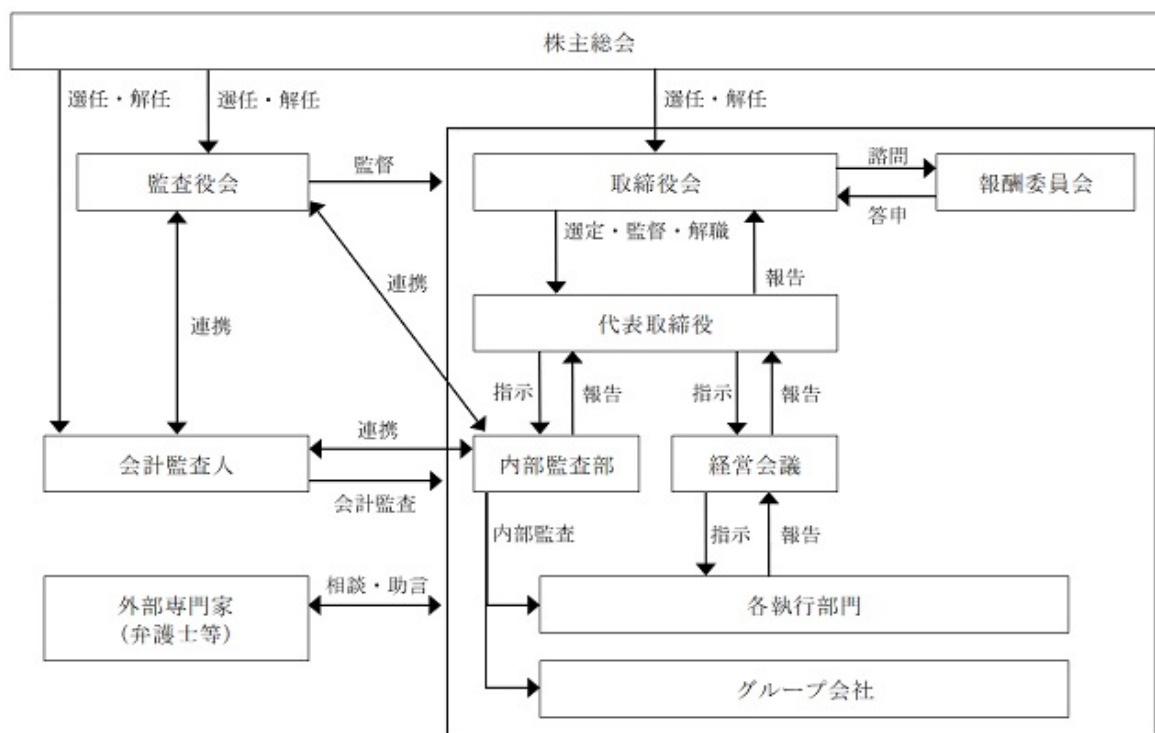 株主総会
選任・解任
選任・解任
選任・解任
監査役会
監督
取締役会
諮問
報酬委員会
答申
選定・監督・解職
連携
報告
連携
代表取締役
指示
報告
指示
報告
会計監査人
連携
内部監査部
経営会議
会計監査
内部監査
指示
報告
外部専門家
(弁護士等)
相談・助言
各執行部門
グループ会社